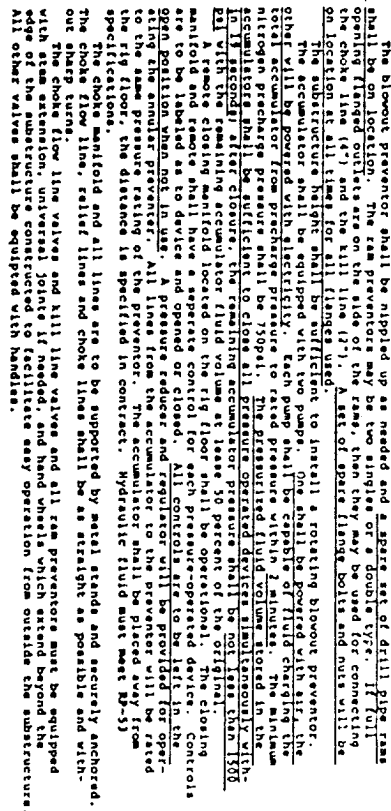 The blowout preventor shall be nippled up as needed and a spare set of drill pipe rams
shall be on location. The ram preventors may be two singles or a double type. If full
opening flanged outlets are on the side of the rams, then they may be used for connecting
the choke line (4") and the kill line (2"). A set of spare flange bolts and nuts will be
on location at all times for all flanges used.
The substructure height shall be sufficient to install a rotating blowout preventor.
The accumulator shall be equipped with two pumps. One shall be powered with air, the
other will be powered with electricity. Each pump shall be capable of fluid charging the
total accumulator from precharge pressure to rated pressure within 2 minutes. The minimum
nitrogen precharge pressure shall be 750psi. The pressurized fluid volume stored in the
accumulators shall be sufficient to close all pressure operated devices simultaneously with-
in 15 seconds; after closure, the remaining accumulator pressure shall be not less than 1500
psi with the remaining accumulator fluid volume at lease 50 percent of the original.
A remote closing manifold located on the rig floor shall be operational. The closing
manifold and remote shall have a seperate control for each pressure-operated device. Controls
are to be labeled as to device and opened or closed. All controls are to be left in the
open position when not in use. A pressure reducer and regulator will be provided for oper-
ating the annular preventer. All lines from the accumulator to the preventor will be rated
to the same pressure rating of the preventor. The accumulator shall be placed away from
the rig floor, the distance is specified in contract. Hydraulic fluid must meet RP-53
specifications.
The choke manifold and all lines are to be supported by metal stands and securely anchored.
The choke flow line, relief lines and choke lines shall be as straight as possible and with-
out sharp turns.
The choke flow line valves and kill line valves and all ram preventors must be equipped
with stem extension, universal joints if needed, and hand wheels which extend beyond the
edge of the substructure constructed to facilitate easy operation from outside the substructure.
All other valves shall be equipped with handles.